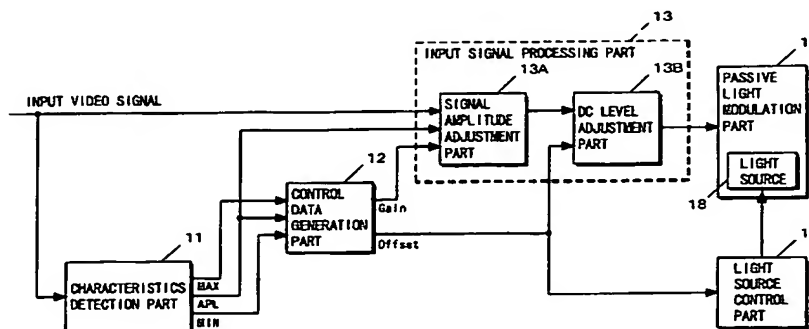 13
INPUT SIGNAL PROCESSING PART
13A
13B
1
INPUT VIDEO SIGNAL
SIGNAL
AMPLITUDE
ADJUSTMENT
PART
DC LEVEL
ADJUSTMENT
PART
PASSIVE
LIGHT
MODULATION
PART
LIGHT
SOURCE
18
12
CONTROL
DATA
GENERATION
PART
Gain
Offset
11
CHARACTERISTICS
DETECTION PART
MAX
APL
MIN
1
LIGHT
SOURCE
CONTROL
PART